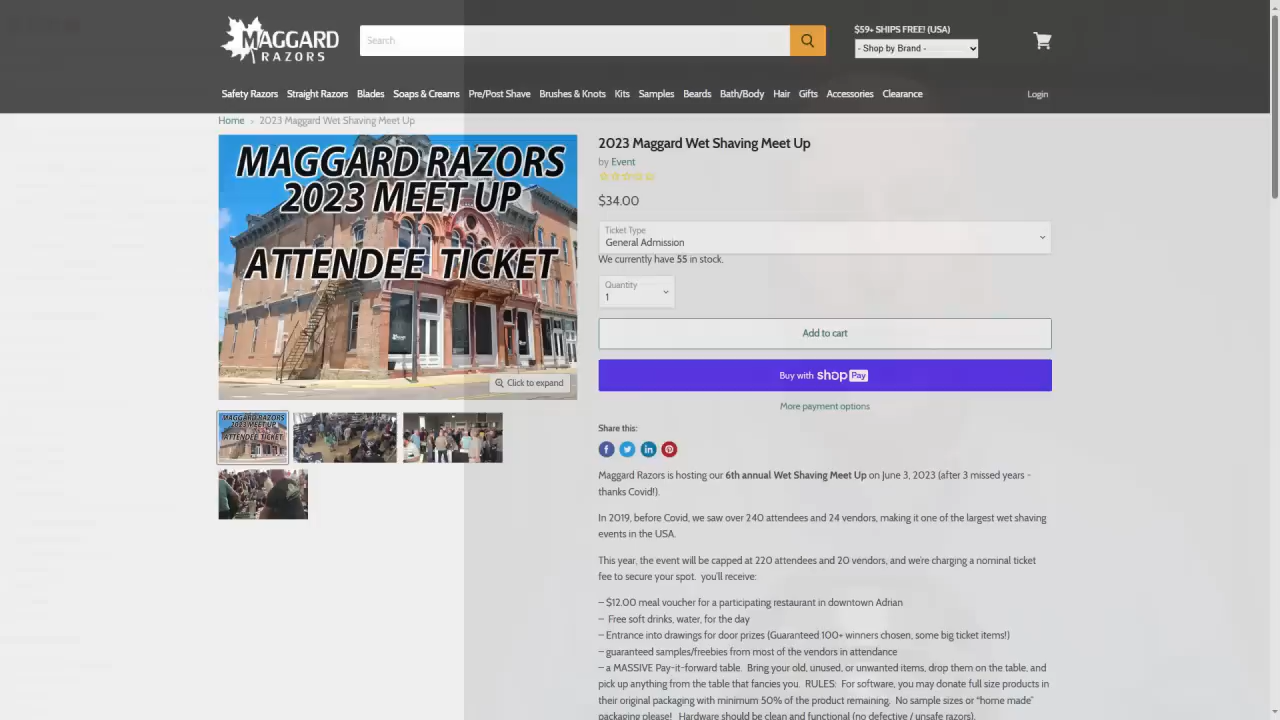 MAGGARD
RAZORS
Search
$59+ SHIPS FREE! (USA)
- Shop by Brand -
Safety Razors Straight Razors Blades Soaps & Creams Pre/Post Shave Brushes & Knots Kits Samples Beards Bath/Body Hair Gifts Accessories Clearance Login
Home > 2023 Maggard Wet Shaving Meet Up
MAGGARD RAZORS
2023 MEET UP
ATTENDEE TICKET
Click to expand
MAGGARD RAZORS
2023 MEET UP
ATTENDEE TICKET
2023 Maggard Wet Shaving Meet Up
by Event
$34.00
Ticket Type
General Admission
We currently have 55 in stock.
Quantity
1
Add to cart
Buy with shop Pay
More payment options
Share this:
Maggard Razors is hosting our 6th annual Wet Shaving Meet Up on June 3, 2023 (after 3 missed years -
thanks Covid!).
In 2019, before Covid, we saw over 240 attendees and 24 vendors, making it one of the largest wet shaving
events in the USA.
This year, the event will be capped at 220 attendees and 20 vendors, and we're charging a nominal ticket
fee to secure your spot. you'll receive:
– $12.00 meal voucher for a participating restaurant in downtown Adrian
– Free soft drinks, water, for the day
– Entrance into drawings for door prizes (Guaranteed 100+ winners chosen, some big ticket items!)
– guaranteed samples/freebies from most of the vendors in attendance
– a MASSIVE Pay-it-forward table. Bring your old, unused, or unwanted items, drop them on the table, and
pick up anything from the table that fancies you. RULES: For software, you may donate full size products in
their original packaging with minimum 50% of the product remaining. No sample sizes or "home made"
packaging please! Hardware should be clean and functional (no defective / unsafe razors).